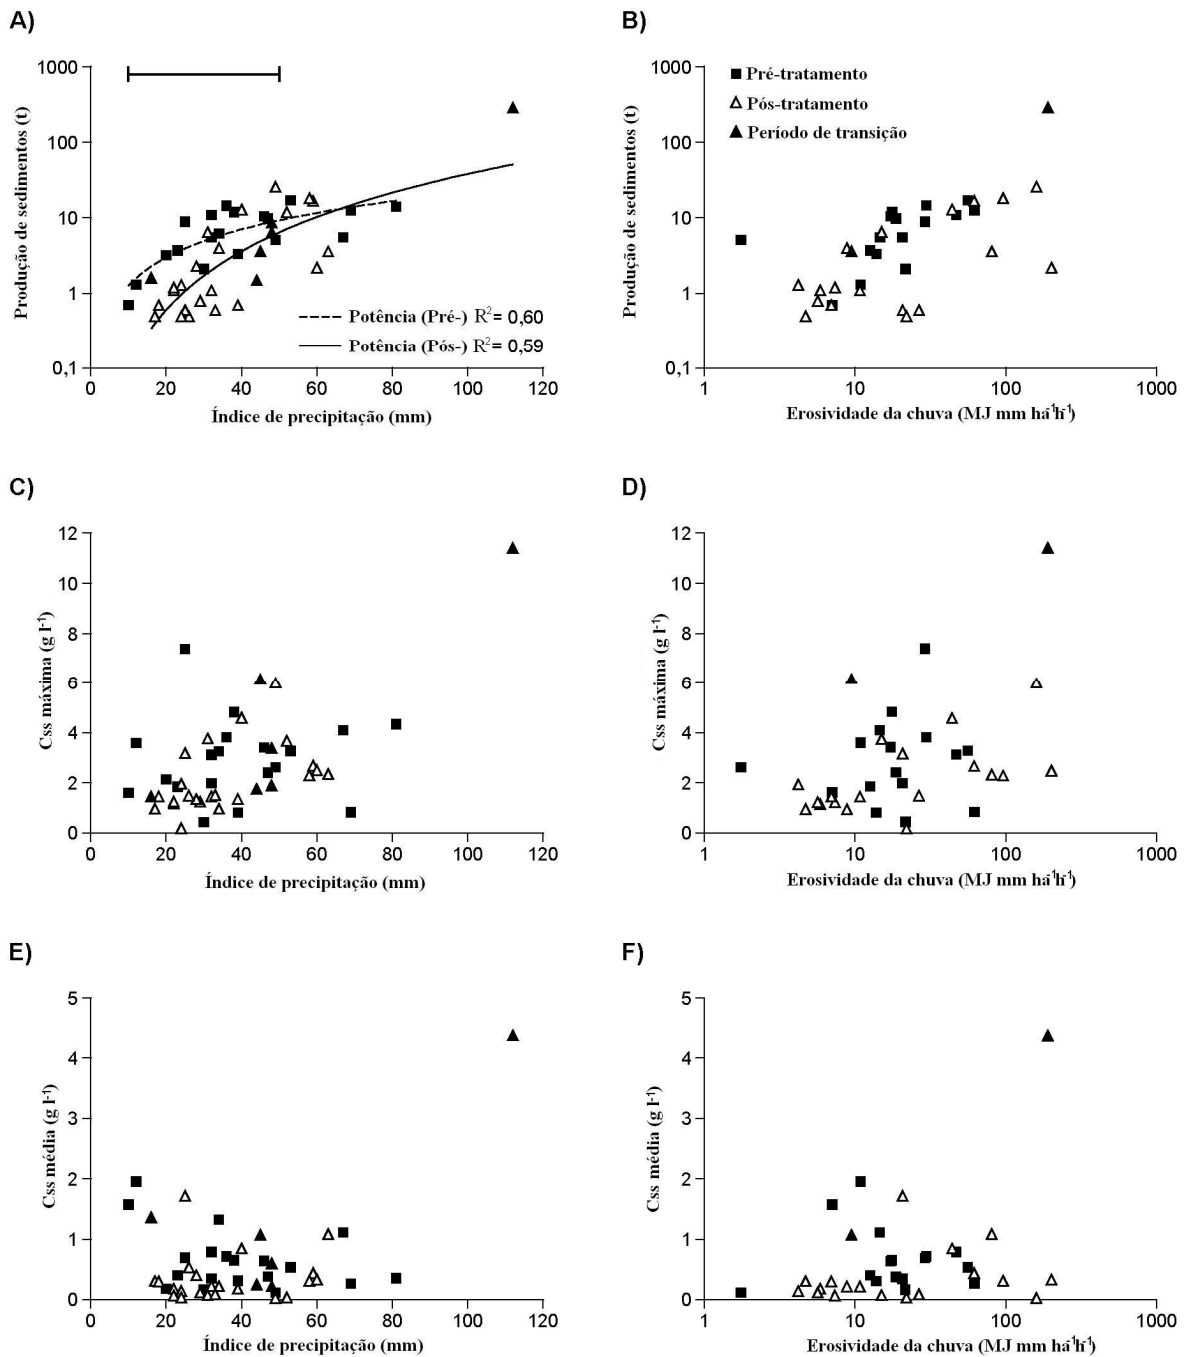 A)
Produção de sedimentos (t)
1000
100
10
1
0,1
0 20 40 60 80 100 120
Potência (Pré-) R²= 0,60
Potência (Pós-) R²= 0,59
Índice de precipitação (mm)
B)
Produção de sedimentos (t)
1000
100
10
1
0,1
Pré-tratamento
Pós-tratamento
Período de transição
1 10 100 1000
Erosividade da chuva (MJ mm há⁻¹h⁻¹)
C)
Css máxima (g l⁻¹)
12
10
8
6
4
2
0
0 20 40 60 80 100 120
Índice de precipitação (mm)
D)
Css máxima (g l⁻¹)
12
10
8
6
4
2
0
1 10 100 1000
Erosividade da chuva (MJ mm há⁻¹h⁻¹)
E)
Css média (g l⁻¹)
5
4
3
2
1
0
0 20 40 60 80 100 120
Índice de precipitação (mm)
F)
Css média (g l⁻¹)
5
4
3
2
1
0
1 10 100 1000
Erosividade da chuva (MJ mm há⁻¹h⁻¹)